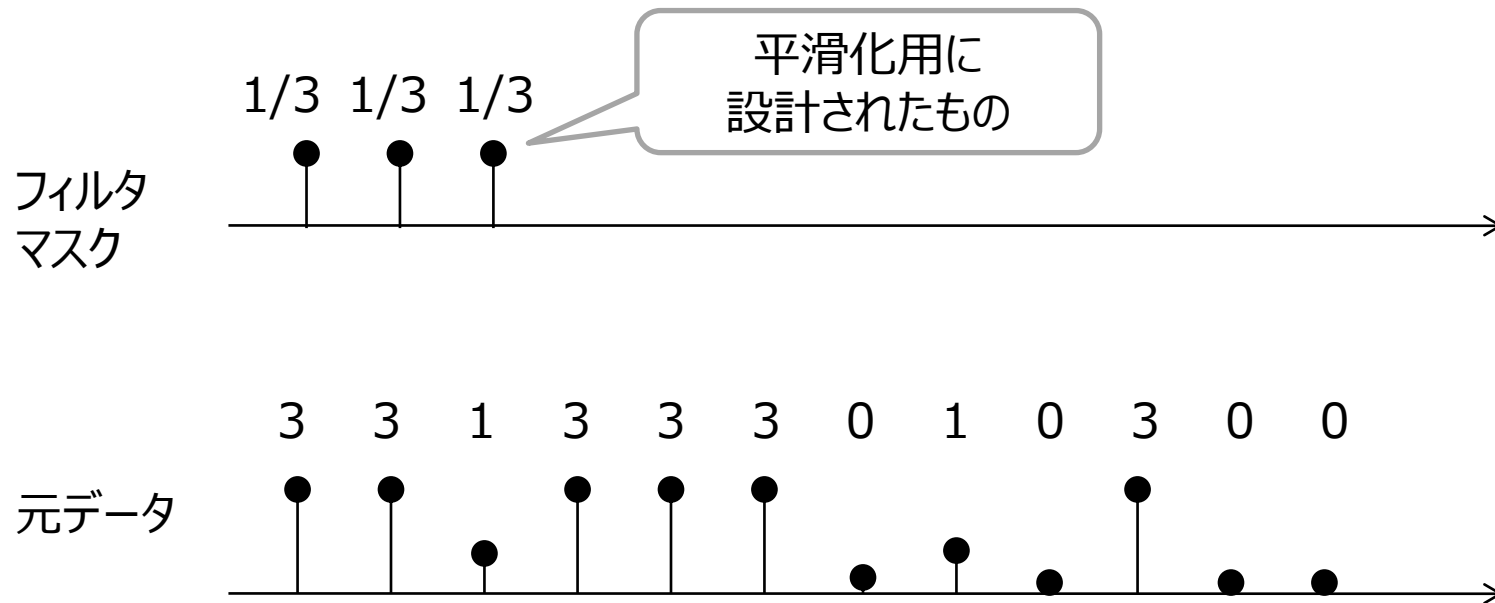 平滑化用に
設計されたもの
1/3 1/3 1/3
フィルタ
マスク
3 3 1 3 3 3 0 1 0 3 0 0
元データ